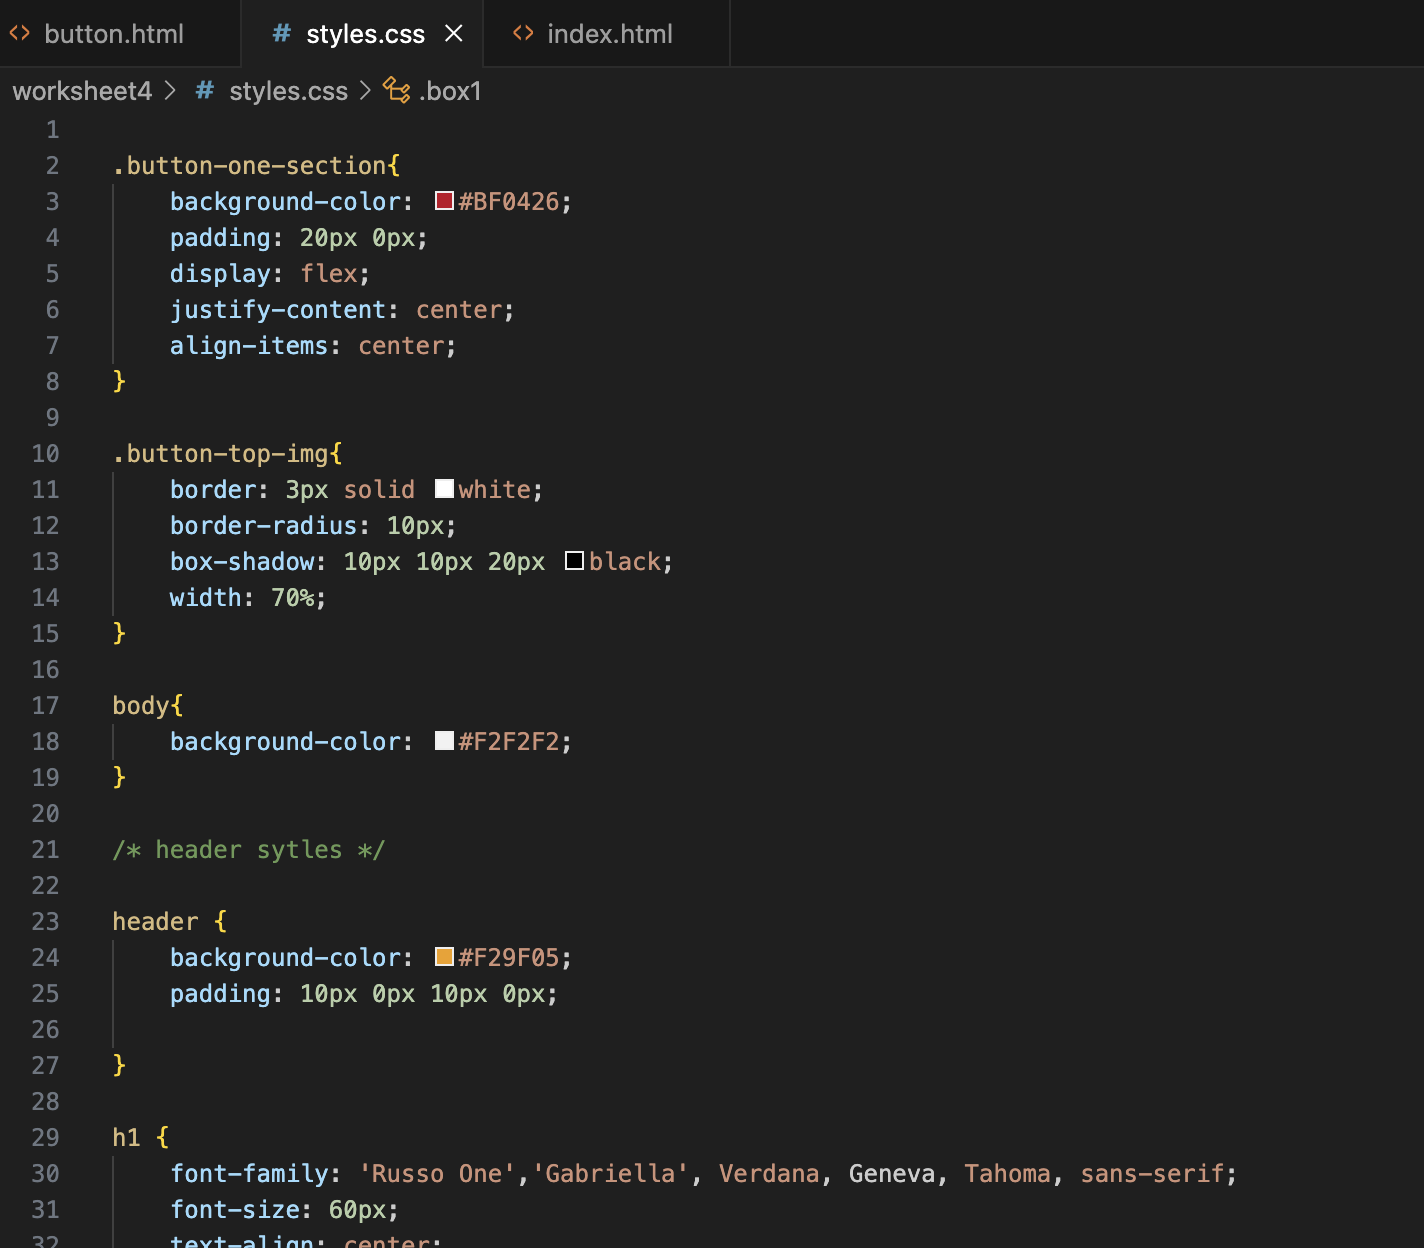 button.html # styles.css index.html
worksheet4 > # styles.css > .box1
1
2 .button-one-section{
3 background-color: #BF0426;
4 padding: 20px 0px;
5 display: flex;
6 justify-content: center;
7 align-items: center;
8 }
9
10 .button-top-img{
11 border: 3px solid white;
12 border-radius: 10px;
13 box-shadow: 10px 10px 20px black;
14 width: 70%;
15 }
16
17 body{
18 background-color: #F2F2F2;
19 }
20
21 /* header sytles */
22
23 header {
24 background-color: #F29F05;
25 padding: 10px 0px 10px 0px;
26
27 }
28
29 h1 {
30 font-family: 'Russo One','Gabriella', Verdana, Geneva, Tahoma, sans-serif;
31 font-size: 60px;
32 text-align: center;